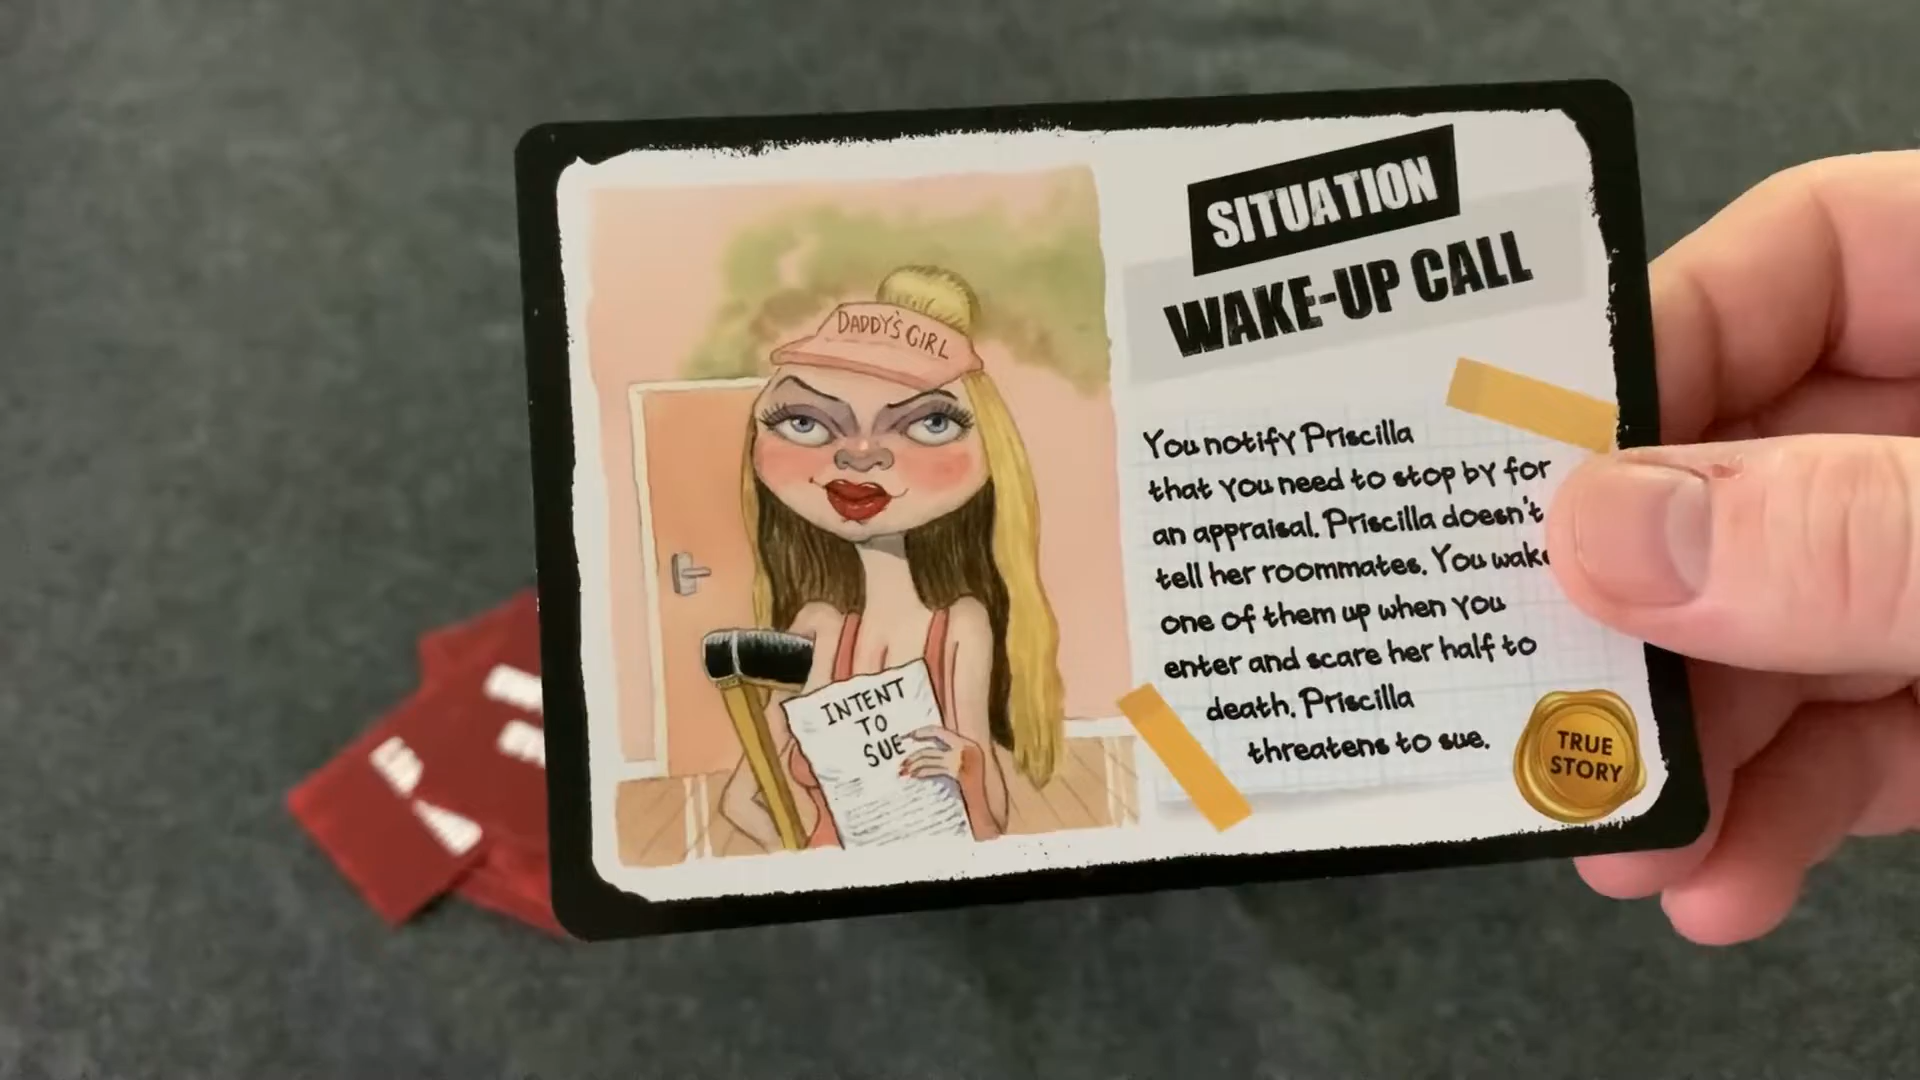 SITUATION
WAKE-UP CALL
You notify Priscilla
that you need to stop by for
an appraisal. Priscilla doesn't
tell her roommates. You wake
one of them up when you
enter and scare her half to
death. Priscilla
threatens to sue.
TRUE
STORY
DADDY'S GIRL
INTENT
TO
SUE